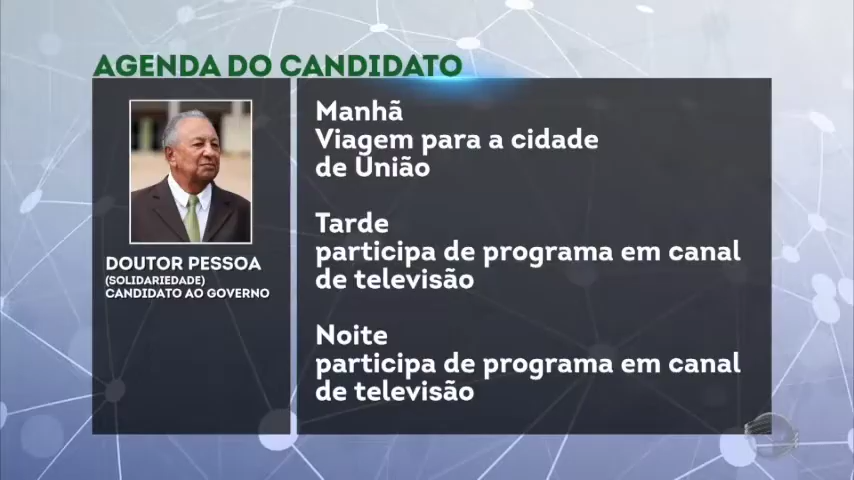 AGENDA DO CANDIDATO
DOUTOR PESSOA
(SOLIDARIEDADE)
CANDIDATO AO GOVERNO
Manhã
Viagem para a cidade
de União
Tarde
participa de programa em canal
de televisão
Noite
participa de programa em canal
de televisão